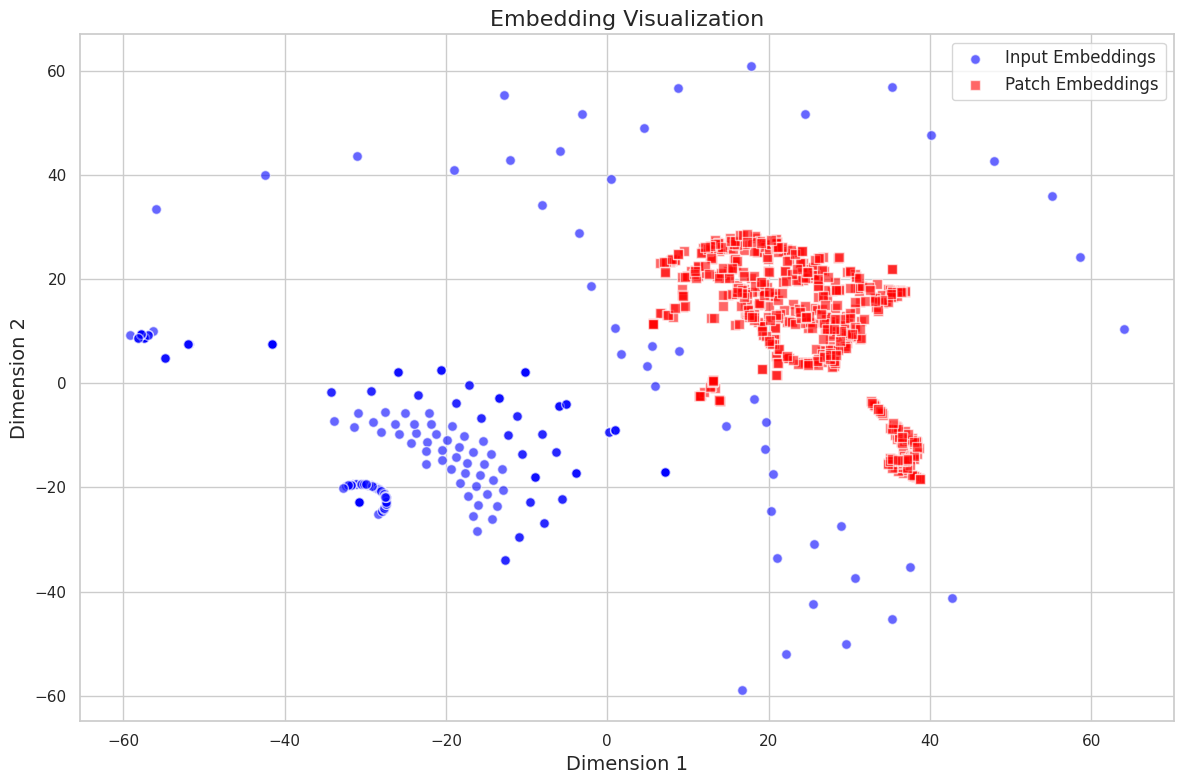 Embedding Visualization
Input Embeddings
Patch Embeddings
60
40
20
0
−20
−40
−60
Dimension 2
−60
−40
−20
0
20
40
60
Dimension 1